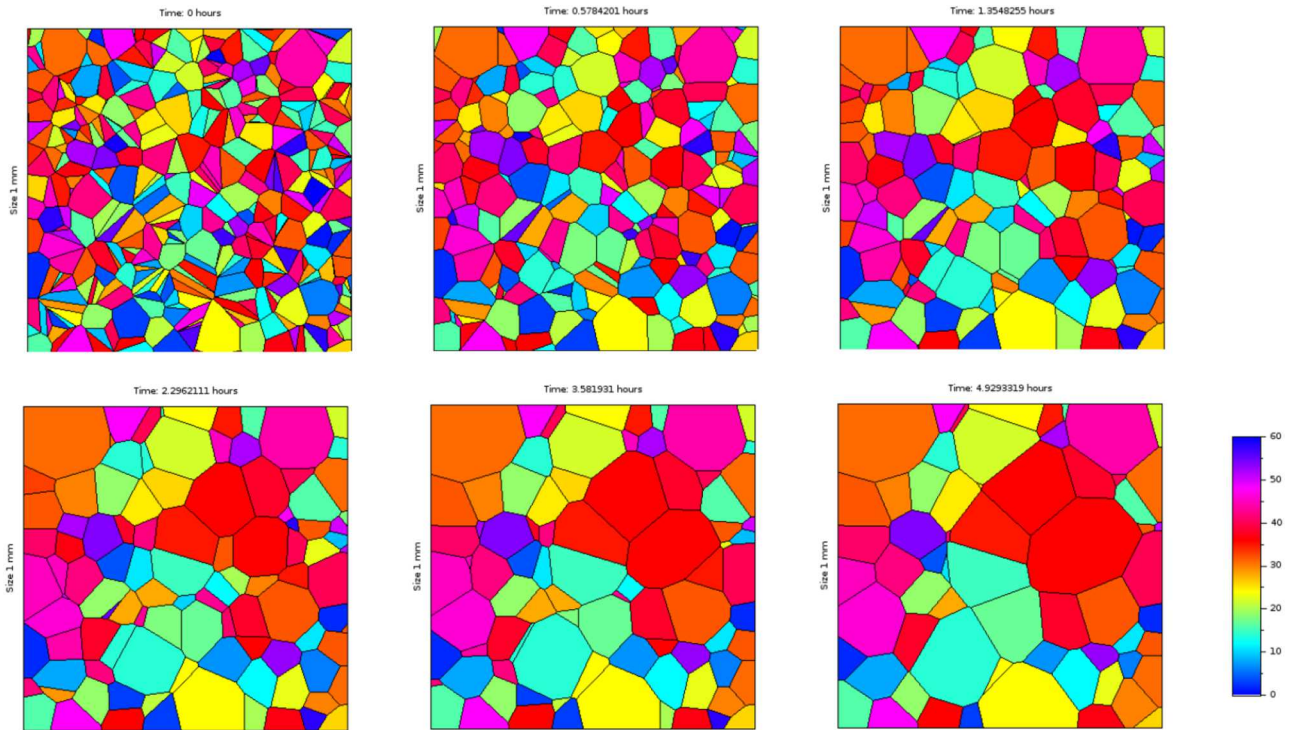 Time: 0 hours
Time: 0.5784201 hours
Time: 1.3548255 hours
Size 1 mm
Size 1 mm
Size 1 mm
Time: 2.2962111 hours
Time: 3.581931 hours
Time: 4.9293319 hours
Size 1 mm
Size 1 mm
Size 1 mm
60
50
40
30
20
10
0